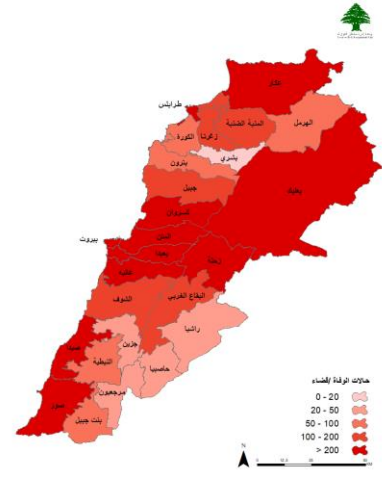 عكار
طرابلس
الهرمل
المنية الضنية
زغرتا
الكورة
بشري
بترون
بعلبك
جبيل
كسروان
المتن
بيروت
بعبدا
زحلة
عاليه
البقاع الغربي
الشوف
راشيا
جزين
صيدا
النبطية
حاصبيا
مرجعيون
صور
بنت جبيل
حالات الوفاة /قضاء
0 - 20
20 - 50
50 - 100
100 - 200
> 200
N